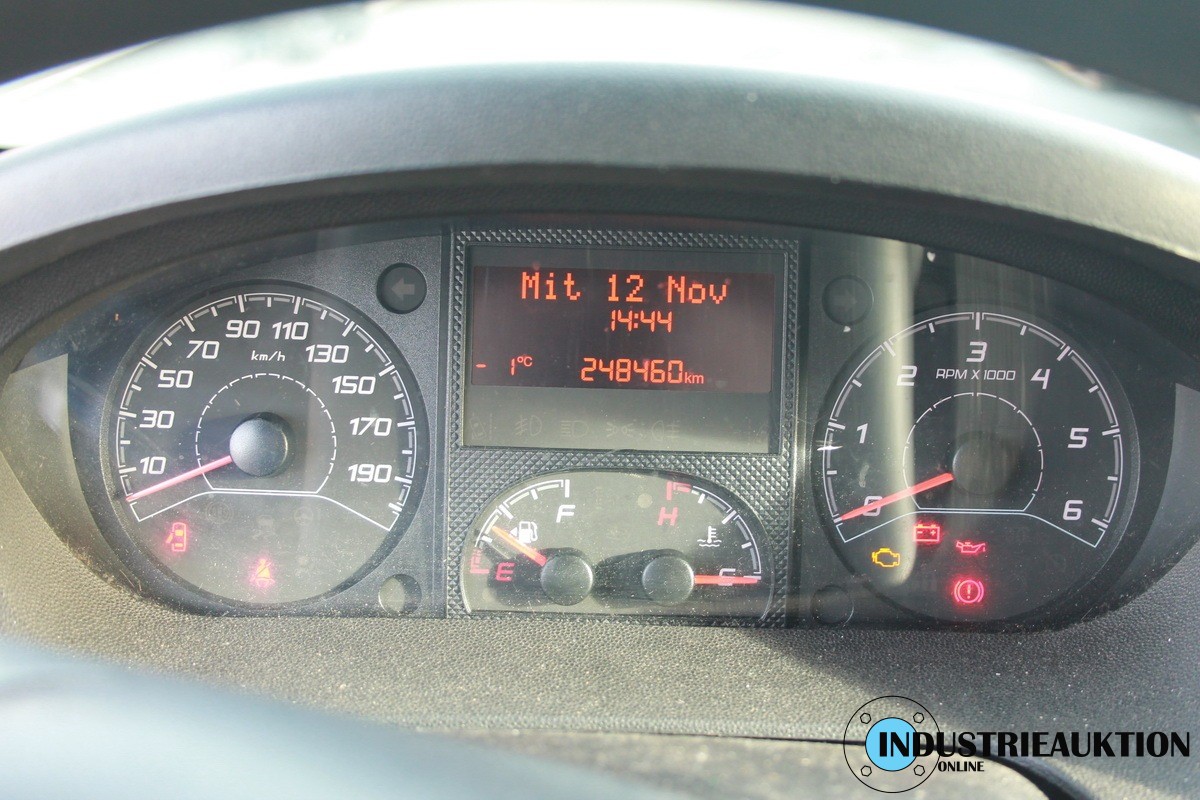 Mit 12 Nov
14:44
- 1°C 248460km
10 30 50 70 90 110 130 150 170 190
km/h
0 1 2 3 4 5 6
RPM X 1000
E F
H C
INDUSTRIEAUKTION
ONLINE